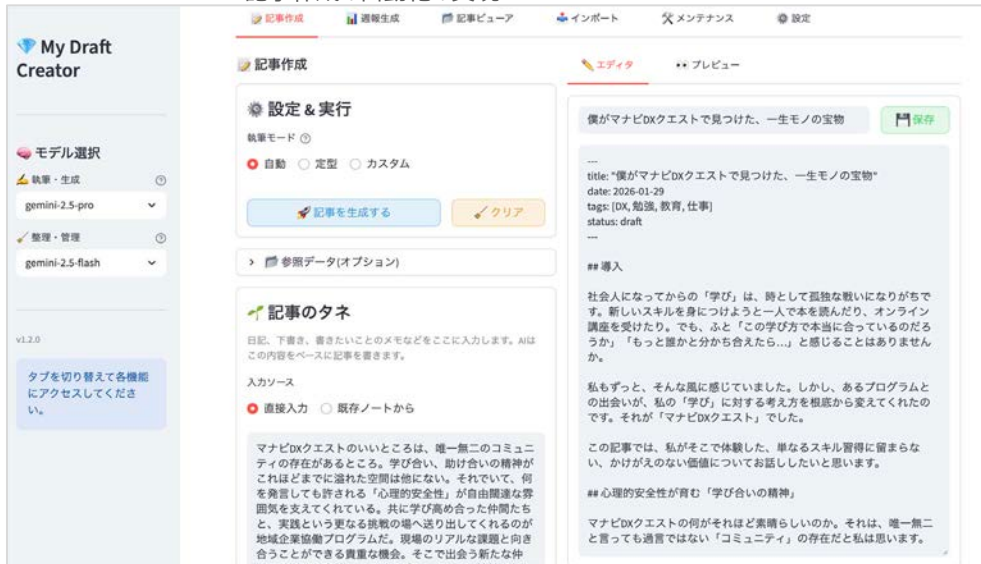 📝 記事作成
📊 週報生成
📁 記事ビューア
📥 インポート
🛠 メンテナンス
⚙ 設定
💎 My Draft
Creator
🧠 モデル選択
✍ 執筆・生成
gemini-2.5-pro
🧹 整理・管理
gemini-2.5-flash
v1.2.0
タブを切り替えて各機能
にアクセスしてくださ
い。
📝 記事作成
⚙ 設定 & 実行
執筆モード
自動
定型
カスタム
🚀 記事を生成する
🧹 クリア
› 📁 参照データ(オプション)
🌱 記事のタネ
日記、下書き、書きたいことのメモなどをここに入力します。AIは
この内容をベースに記事を書きます。
入力ソース
直接入力
既存ノートから
マナビDXクエストのいいところは、唯一無二のコミュニ
ティの存在があるところ。学び合い、助け合いの精神が
これほどまでに溢れた空間は他にない。それでいて、何
を発言しても許される「心理的安全性」が自由闊達な雰
囲気を支えてくれている。共に学び高め合った仲間たち
と、実践という更なる挑戦の場へ送り出してくれるのが
地域企業協働プログラムだ。現場のリアルな課題と向き
合うことができる貴重な機会。そこで出会う新たな仲
✏️ エディタ
👀 プレビュー
僕がマナビDXクエストで見つけた、一生モノの宝物
💾 保存
---
title: "僕がマナビDXクエストで見つけた、一生モノの宝物"
date: 2026-01-29
tags: [DX, 勉強, 教育, 仕事]
status: draft
---
## 導入
社会人になってからの「学び」は、時として孤独な戦いになりがちで
す。新しいスキルを身につけようと一人で本を読んだり、オンライン
講座を受けたり。でも、ふと「この学び方で本当に合っているのだろ
うか」「もっと誰かと分かち合えたら...」と感じることはありません
か。
私もずっと、そんな風に感じていました。しかし、あるプログラムと
の出会いが、私の「学び」に対する考え方を根底から変えてくれたの
です。それが「マナビDXクエスト」でした。
この記事では、私がそこで体験した、単なるスキル習得に留まらな
い、かけがえのない価値についてお話ししたいと思います。
## 心理的安全性が育む「学び合いの精神」
マナビDXクエストの何がそれほど素晴らしいのか。それは、唯一無二
と言っても過言ではない「コミュニティ」の存在だと私は思います。